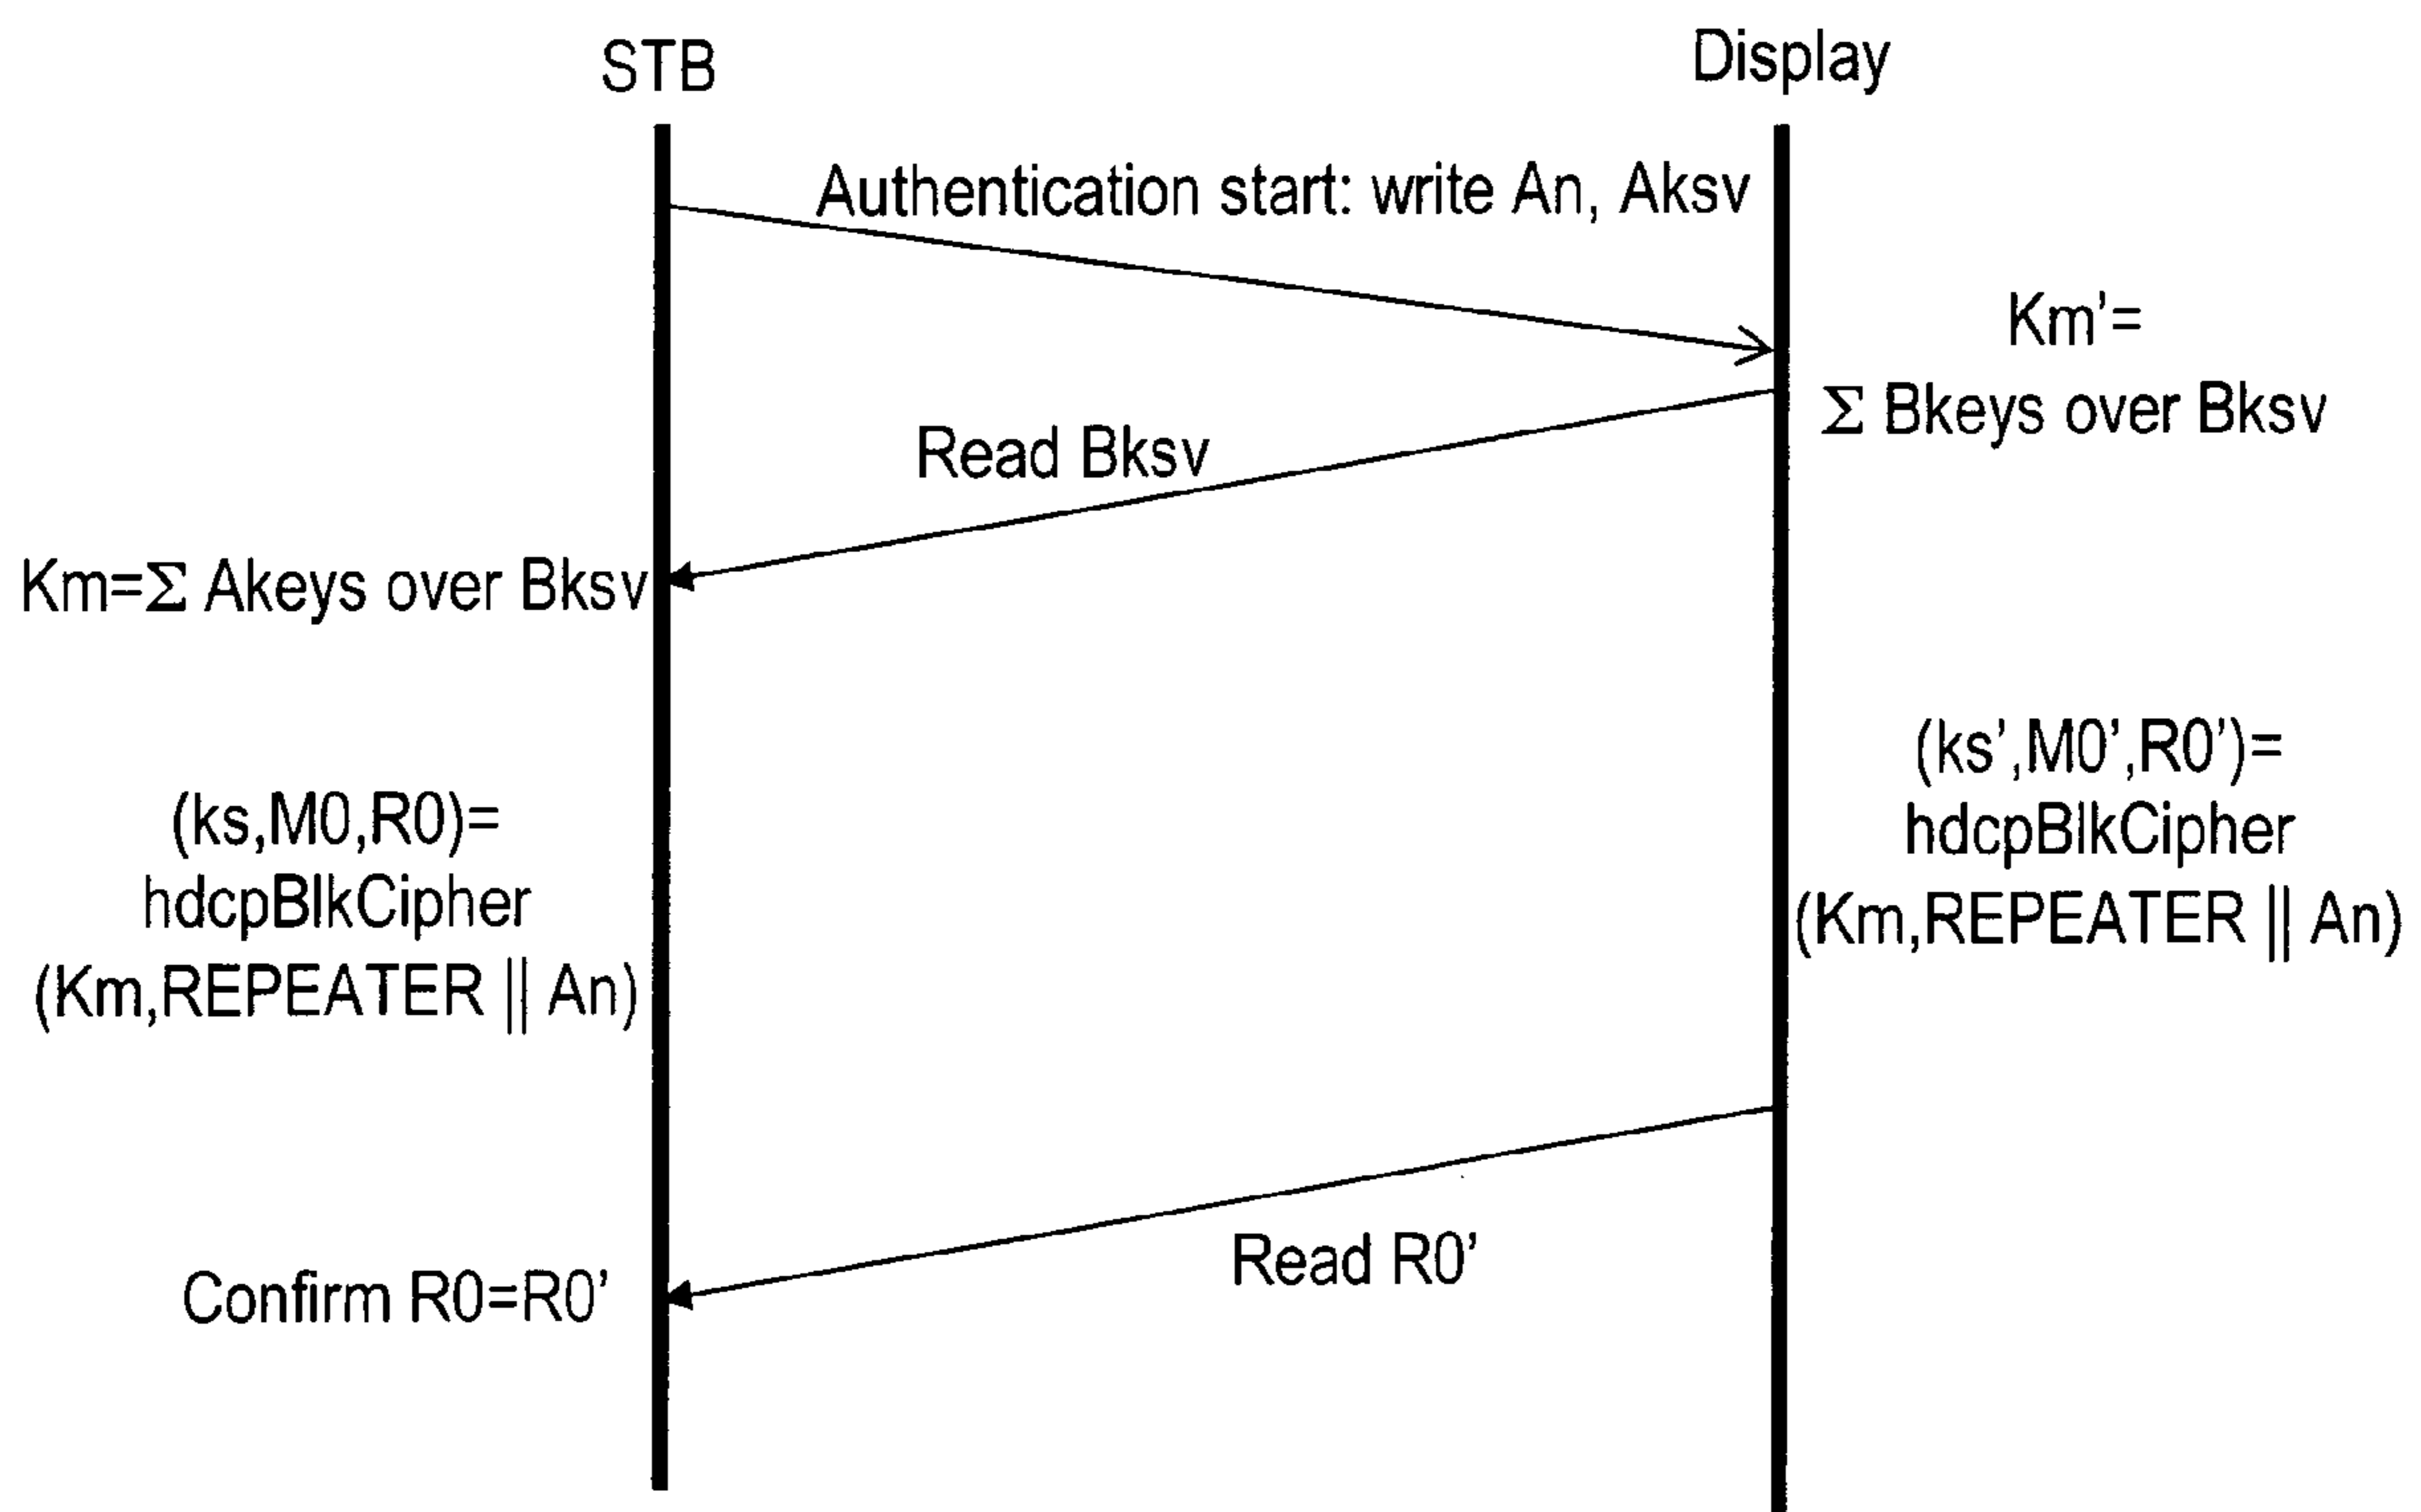 STB
Display
Authentication start: write An, Aksv
Km’=
Σ Bkeys over Bksv
Read Bksv
Km=Σ Akeys over Bksv
(ks’,M0’,R0’)=
hdcpBlkCipher
(Km,REPEATER || An)
(ks,M0,R0)=
hdcpBlkCipher
(Km,REPEATER || An)
Read R0’
Confirm R0=R0’